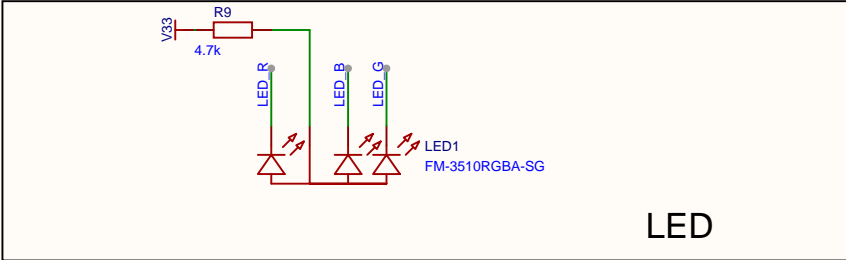 R9
V33
4.7k
LED_R
LED_B
LED_G
LED1
FM-3510RGBA-SG
LED